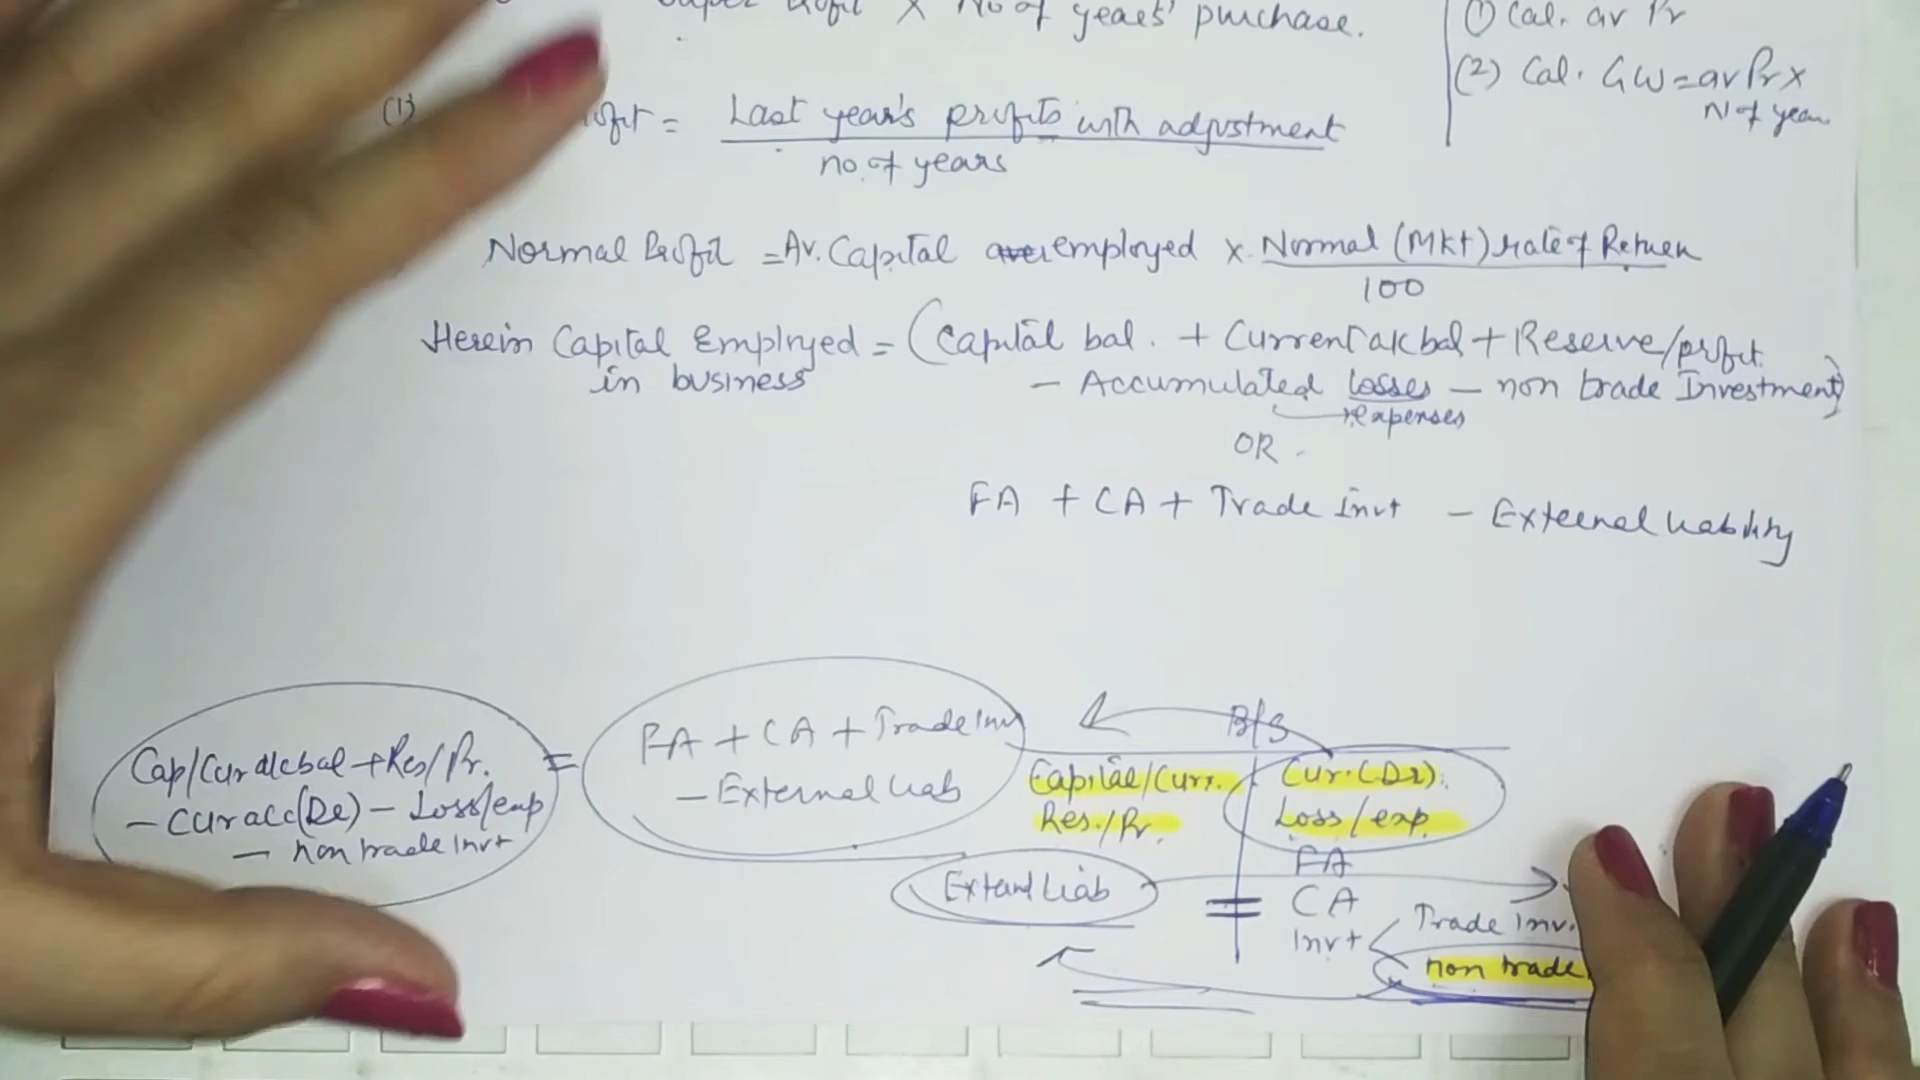 Super Profit X No of years' purchase.
① Cal. av Pr
(2) Cal. GW = av Pr x
N of year
(1)
ofit = Last year's profits with adjustment
no. of years
Normal Profit = Av. Capital employed x Normal (Mkt) rate of Return
100
Herein Capital Employed = (Capital bal. + Current a/c bal + Reserve/profit
in business
- Accumulated losses - non trade Investment)
expenses
OR
FA + CA + Trade invt - External liability
B/S
Cap/Cur a/c bal + Res/Pr.
- Cur acc (Dr) - Loss/exp
- non trade Invt
=
FA + CA + Trade Inv
- External liab
Capital/Curr.
Res./Pr.
Cur. (Dr).
Loss/exp.
FA
Extand liab
CA
Invt
Trade Inv.
non trade